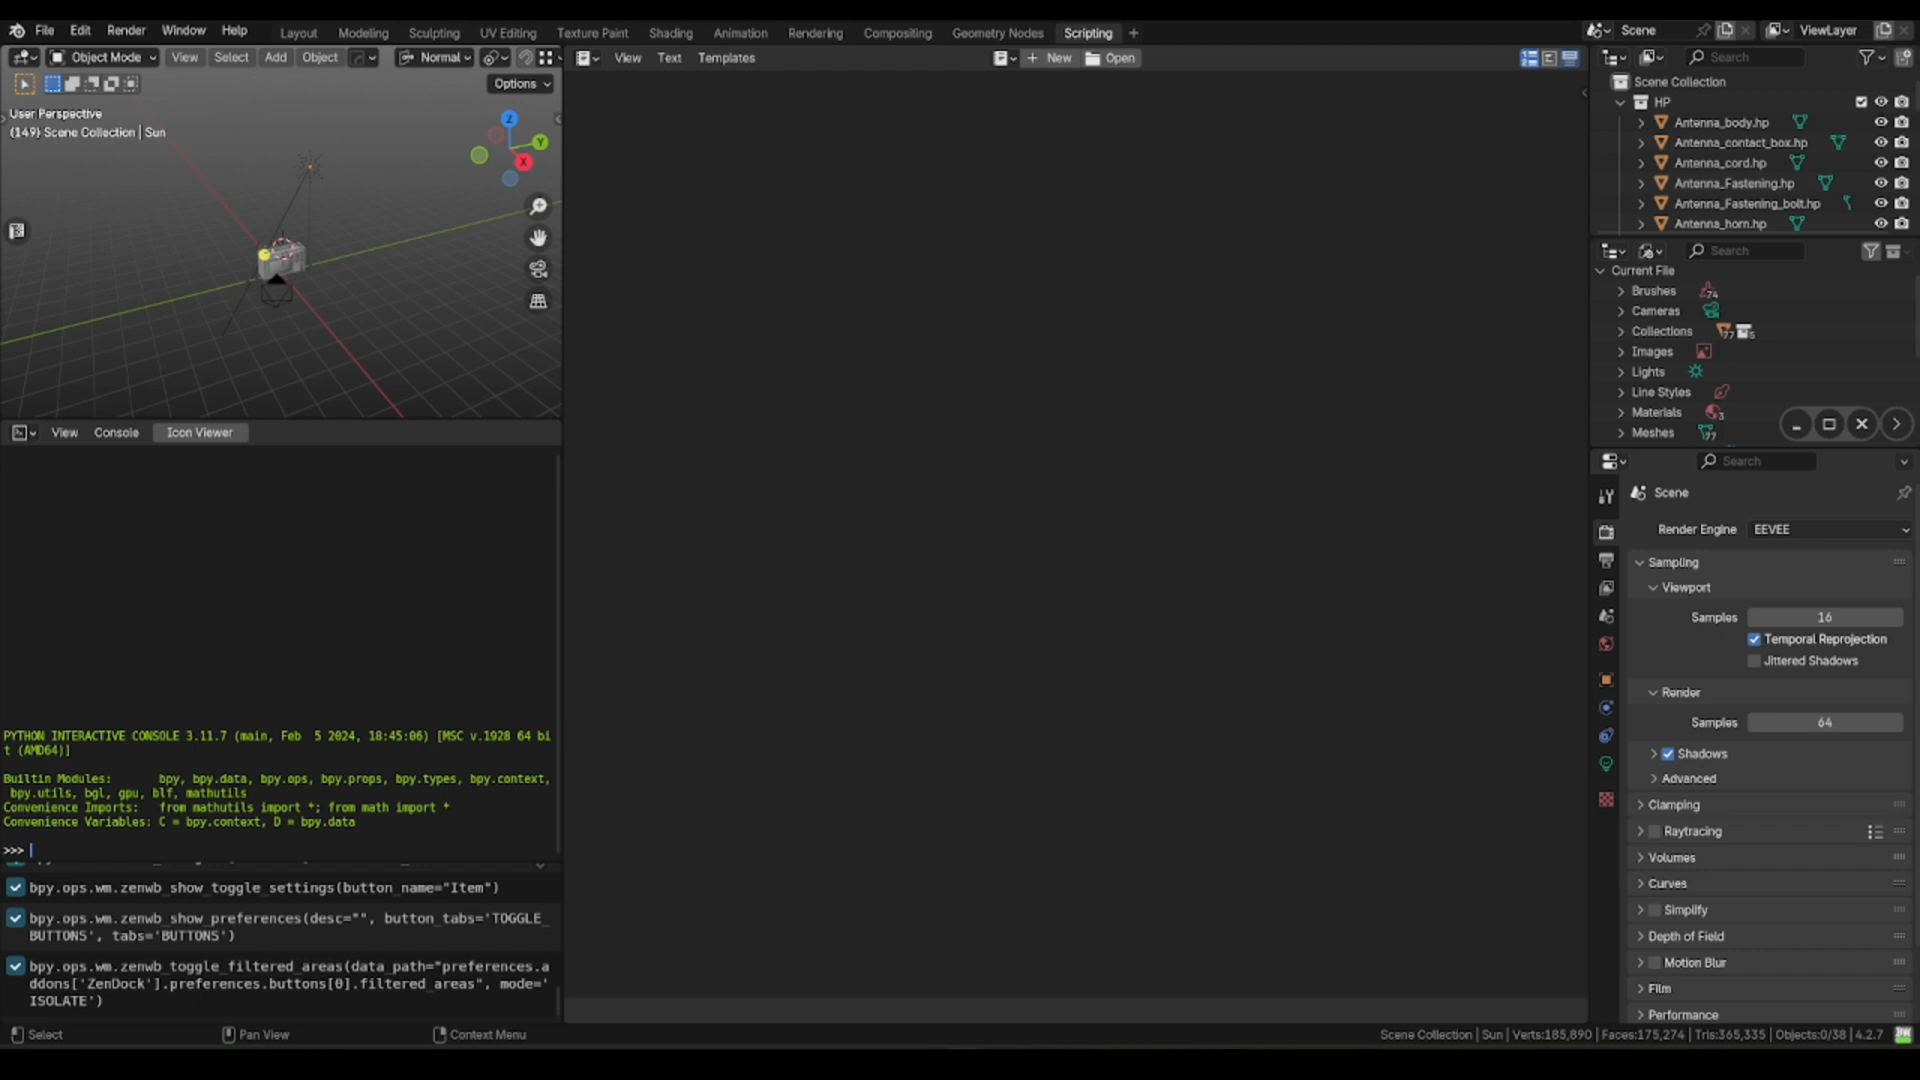 File Edit Render Window Help Layout Modeling Sculpting UV Editing Texture Paint Shading Animation Rendering Compositing Geometry Nodes Scripting + Scene ViewLayer
Object Mode View Select Add Object Normal
View Text Templates New Open
Search
Options
User Perspective
(149) Scene Collection | Sun
Z
Y
X
Scene Collection
HP
Antenna_body.hp
Antenna_contact_box.hp
Antenna_cord.hp
Antenna_Fastening.hp
Antenna_Fastening_bolt.hp
Antenna_horn.hp
Search
Current File
Brushes 74
Cameras
Collections 77 5
Images
Lights
Line Styles
Materials 3
Meshes 77
View Console Icon Viewer
PYTHON INTERACTIVE CONSOLE 3.11.7 (main, Feb  5 2024, 18:45:06) [MSC v.1928 64 bi
t (AMD64)]
Builtin Modules:       bpy, bpy.data, bpy.ops, bpy.props, bpy.types, bpy.context,
bpy.utils, bgl, gpu, blf, mathutils
Convenience Imports:   from mathutils import *; from math import *
Convenience Variables: C = bpy.context, D = bpy.data
>>>
bpy.ops.wm.zenwb_show_toggle_settings(button_name="Item")
bpy.ops.wm.zenwb_show_preferences(desc="", button_tabs='TOGGLE_
BUTTONS', tabs='BUTTONS')
bpy.ops.wm.zenwb_toggle_filtered_areas(data_path="preferences.a
ddons['ZenDock'].preferences.buttons[0].filtered_areas", mode='
ISOLATE')
Search
Scene
Render Engine EEVEE
Sampling
Viewport
Samples 16
Temporal Reprojection
Jittered Shadows
Render
Samples 64
Shadows
Advanced
Clamping
Raytracing
Volumes
Curves
Simplify
Depth of Field
Motion Blur
Film
Performance
Select Pan View Context Menu
Scene Collection | Sun | Verts:185,890 | Faces:175,274 | Tris:365,335 | Objects:0/38 | 4.2.7